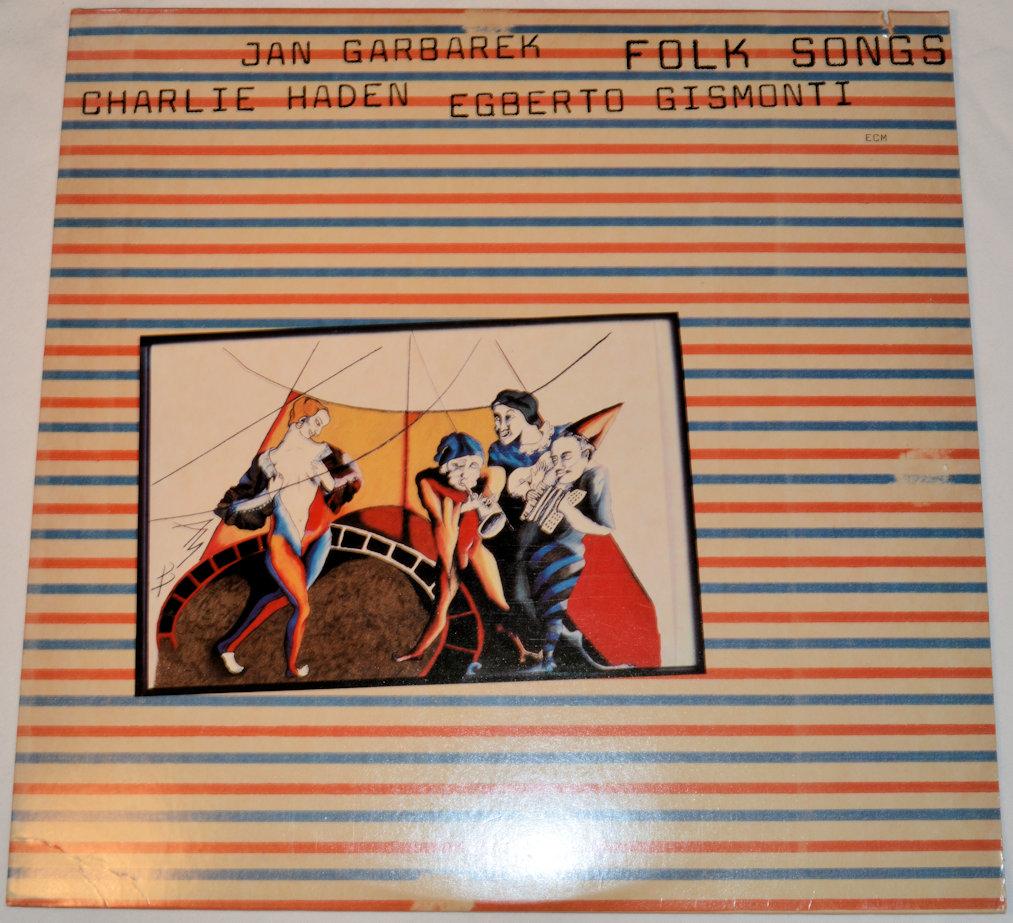 JAN GARBAREK FOLK SONGS
CHARLIE HADEN EGBERTO GISMONTI
ECM